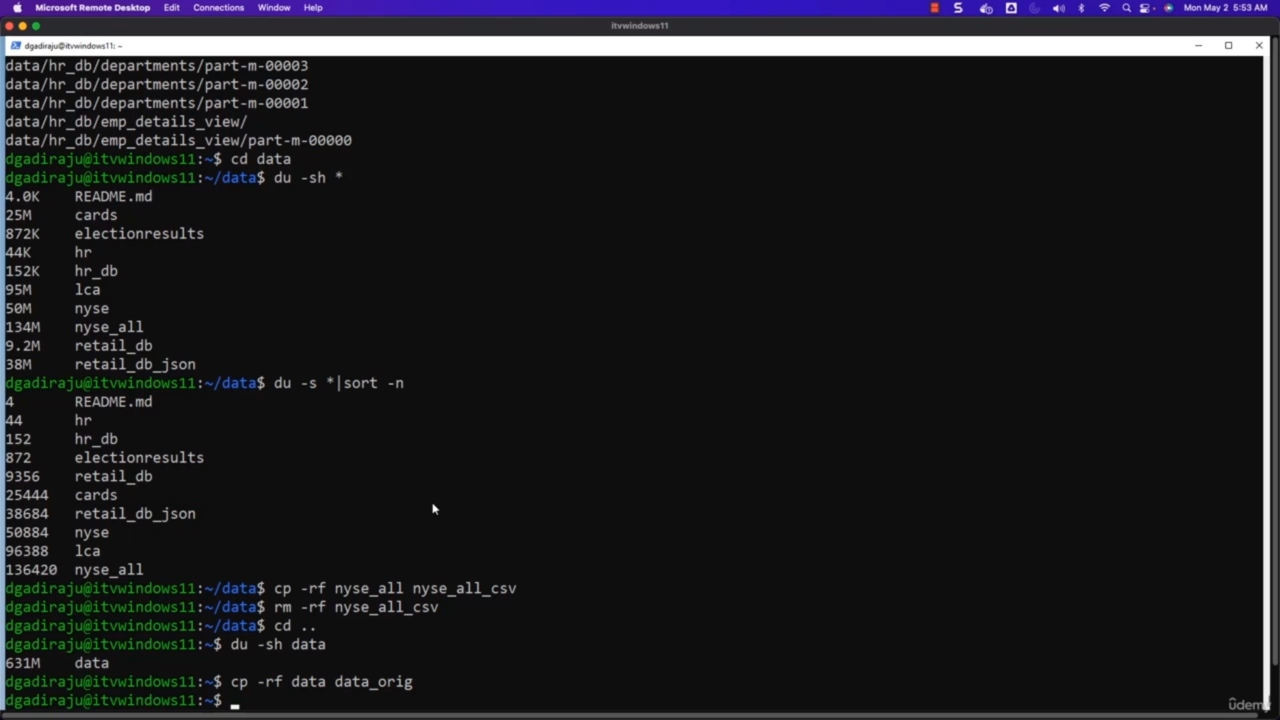 Microsoft Remote Desktop Edit Connections Window Help Mon May 2 5:53 AM
itvwindows11
dgadiraju@itvwindows11: ~
data/hr_db/departments/part-m-00003
data/hr_db/departments/part-m-00002
data/hr_db/departments/part-m-00001
data/hr_db/emp_details_view/
data/hr_db/emp_details_view/part-m-00000
dgadiraju@itvwindows11:~$ cd data
dgadiraju@itvwindows11:~/data$ du -sh *
4.0K README.md
25M cards
872K electionresults
44K hr
152K hr_db
95M lca
50M nyse
134M nyse_all
9.2M retail_db
38M retail_db_json
dgadiraju@itvwindows11:~/data$ du -s *|sort -n
4 README.md
44 hr
152 hr_db
872 electionresults
9356 retail_db
25444 cards
38684 retail_db_json
50884 nyse
96388 lca
136420 nyse_all
dgadiraju@itvwindows11:~/data$ cp -rf nyse_all nyse_all_csv
dgadiraju@itvwindows11:~/data$ rm -rf nyse_all_csv
dgadiraju@itvwindows11:~/data$ cd ..
dgadiraju@itvwindows11:~$ du -sh data
631M data
dgadiraju@itvwindows11:~$ cp -rf data data_orig
dgadiraju@itvwindows11:~$
ûdemy